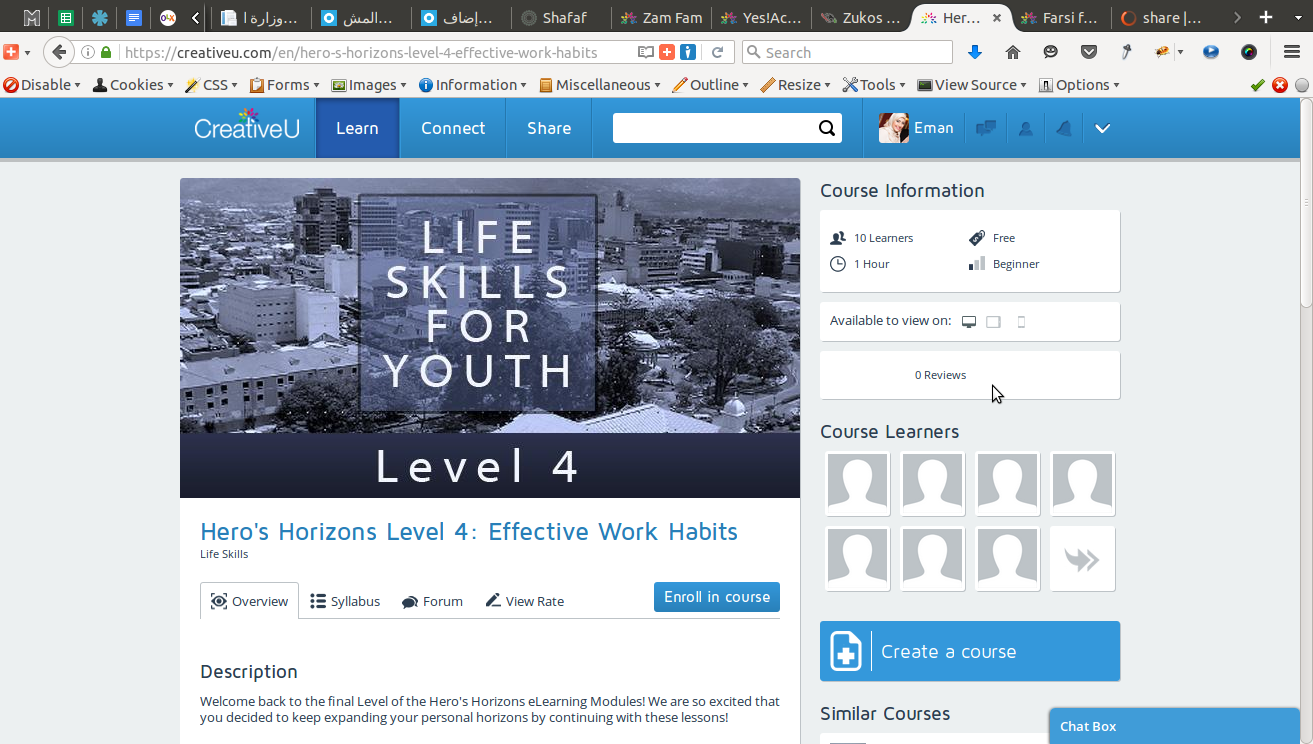 وزارة ا...
المش...
إضاف...
Shafaf
Zam Fam
Yes!Ac...
Zukos ...
Her...
Farsi f...
share |...
https://creativeu.com/en/hero-s-horizons-level-4-effective-work-habits
Search
Disable Cookies CSS Forms Images Information Miscellaneous Outline Resize Tools View Source Options
CreativeU
Learn
Connect
Share
Eman
LIFE
SKILLS
FOR
YOUTH
Level 4
Hero's Horizons Level 4: Effective Work Habits
Life Skills
Overview
Syllabus
Forum
View Rate
Enroll in course
Description
Welcome back to the final Level of the Hero's Horizons eLearning Modules! We are so excited that
you decided to keep expanding your personal horizons by continuing with these lessons!
Course Information
10 Learners
Free
1 Hour
Beginner
Available to view on:
0 Reviews
Course Learners
Create a course
Similar Courses
Chat Box